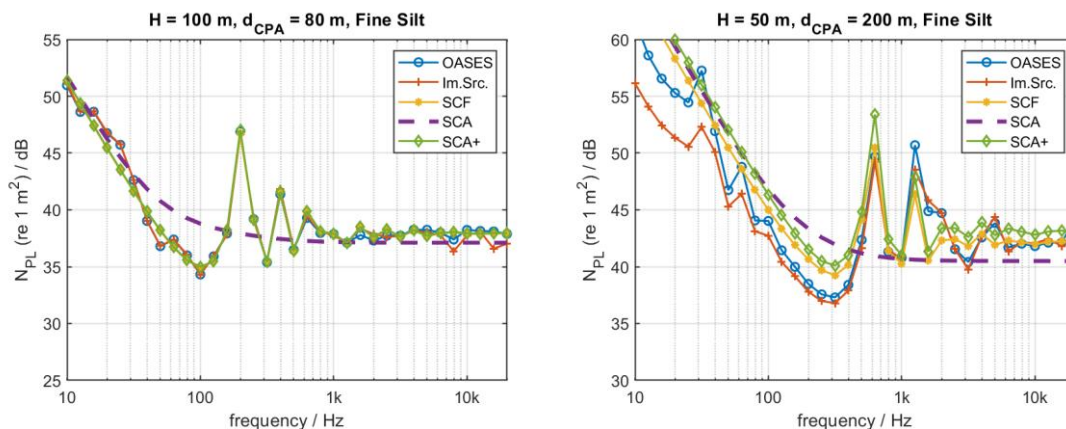 H = 100 m, dCPA = 80 m, Fine Silt
55
50
45
40
35
30
25
NPL (re 1 m²) / dB
OASES
Im.Src.
SCF
SCA
SCA+
10
100
1k
10k
frequency / Hz
H = 50 m, dCPA = 200 m, Fine Silt
60
55
50
45
40
35
30
NPL (re 1 m²) / dB
OASES
Im.Src.
SCF
SCA
SCA+
10
100
1k
10k
frequency / Hz